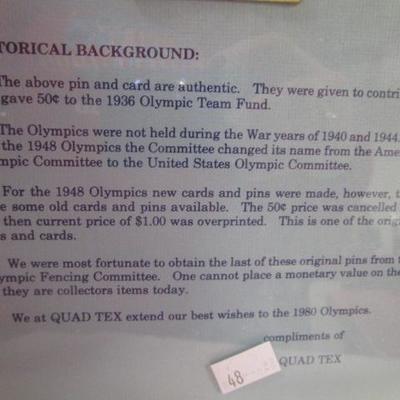 TORICAL BACKGROUND:
The above pin and card are authentic. They were given to contri
gave 50¢ to the 1936 Olympic Team Fund.
The Olympics were not held during the War years of 1940 and 1944.
the 1948 Olympics the Committee changed its name from the Ame
mpic Committee to the United States Olympic Committee.
For the 1948 Olympics new cards and pins were made, however, t
e some old cards and pins available. The 50¢ price was cancelled
then current price of $1.00 was overprinted. This is one of the orig
s and cards.
We were most fortunate to obtain the last of these original pins from t
ympic Fencing Committee. One cannot place a monetary value on the
they are collectors items today.
We at QUAD TEX extend our best wishes to the 1980 Olympics.
compliments of
QUAD TEX
48